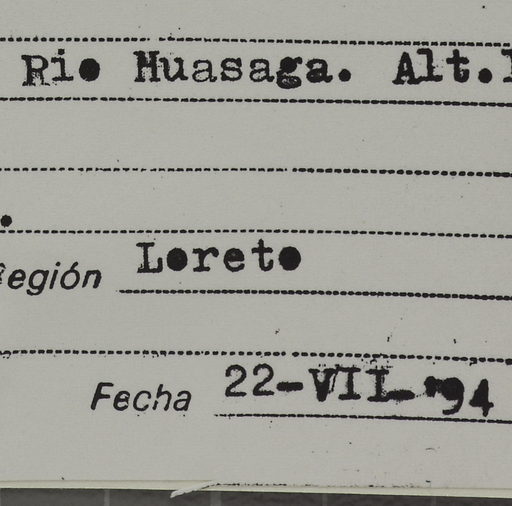 Rio Huasaga. Alt.
.
Región Loreto
Fecha 22-VII-'94